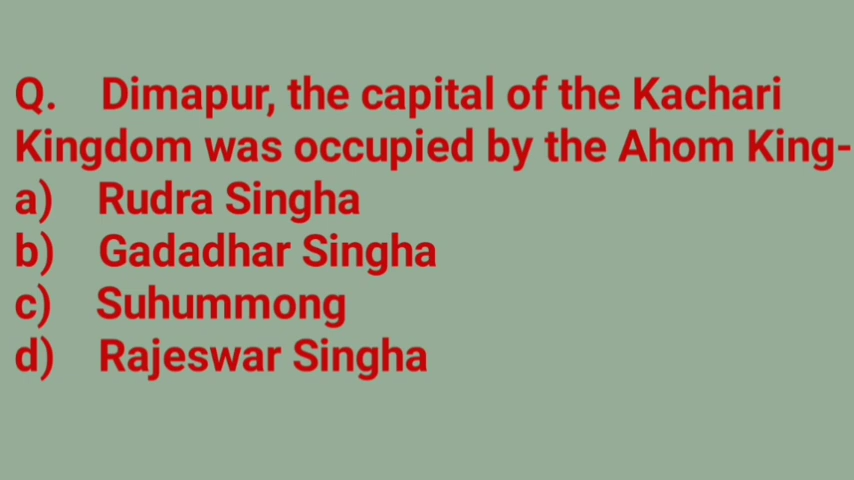 Q. Dimapur, the capital of the Kachari
Kingdom was occupied by the Ahom King-
a) Rudra Singha
b) Gadadhar Singha
c) Suhummong
d) Rajeswar Singha